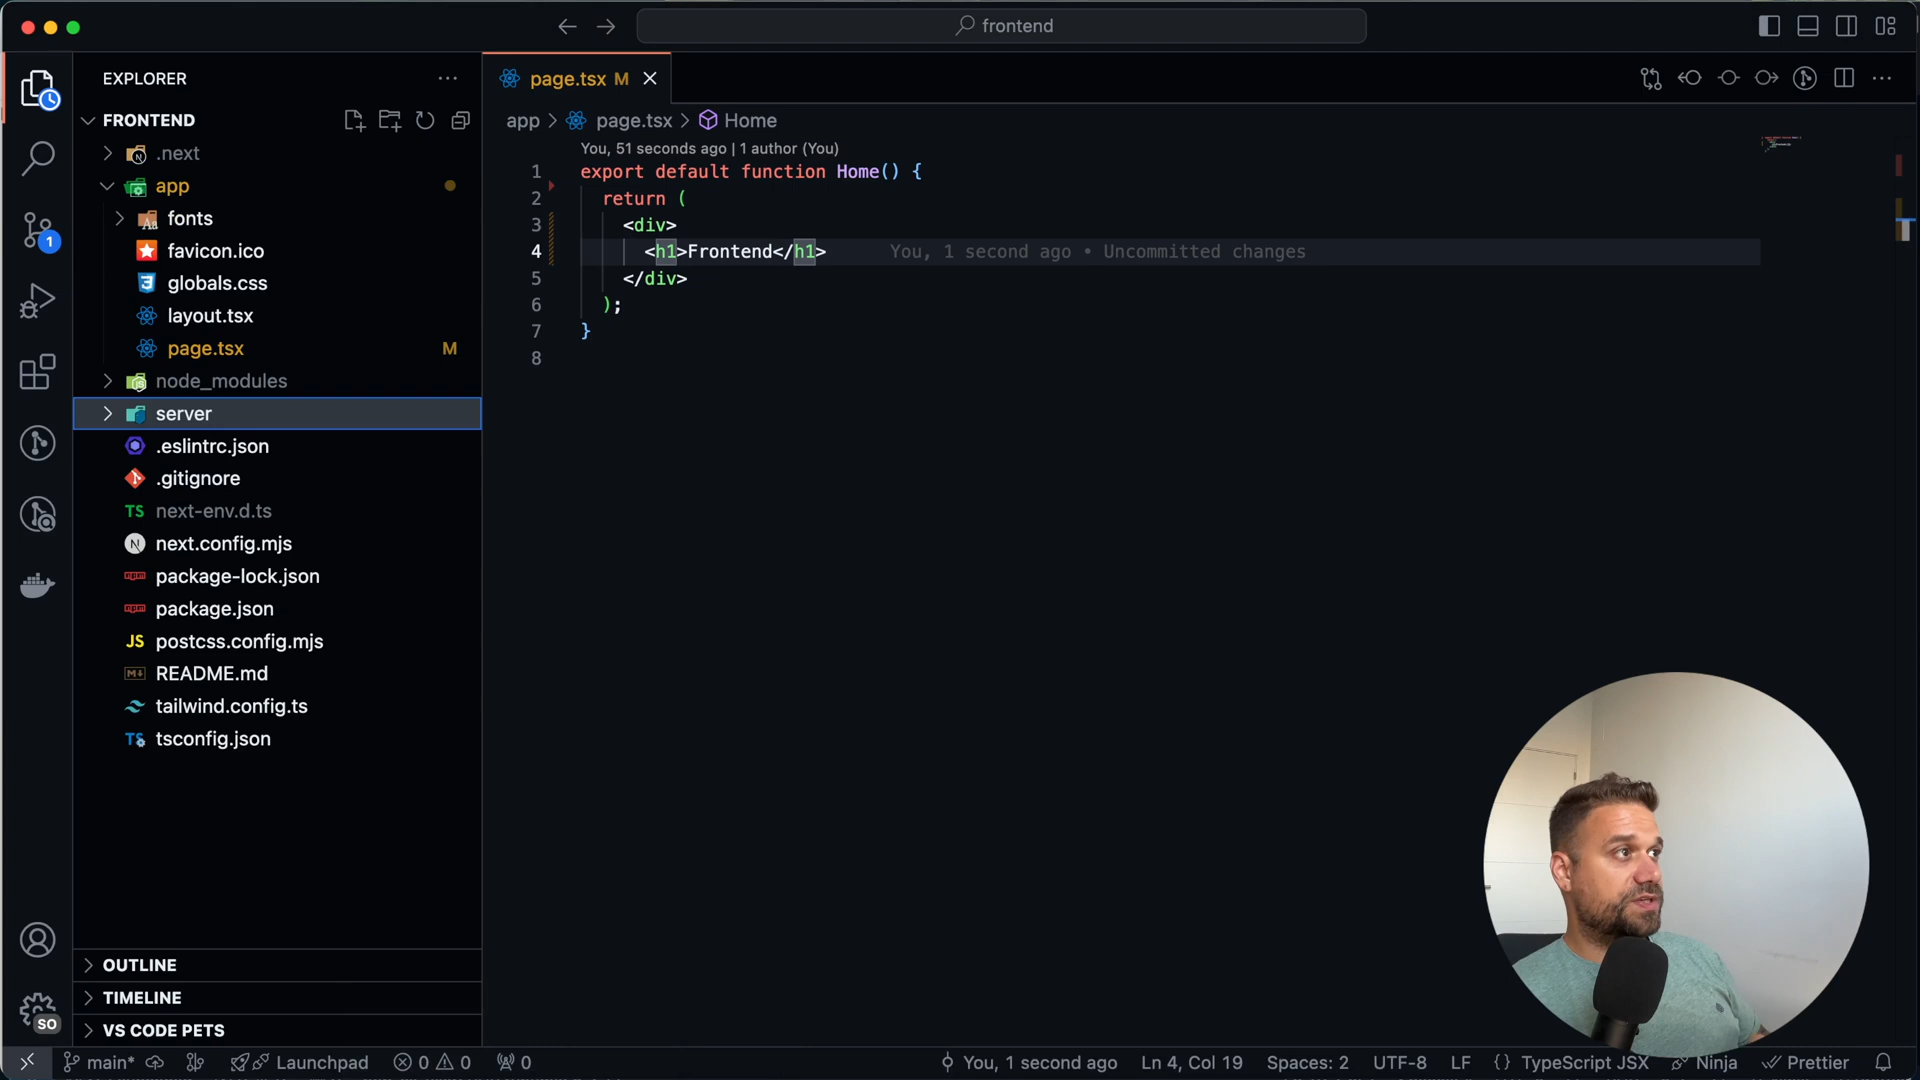 frontend
EXPLORER
page.tsx M
FRONTEND
app > page.tsx > Home
.next
You, 51 seconds ago | 1 author (You)
1 export default function Home() {
app
2 return (
fonts
3 <div>
favicon.ico
4 <h1>Frontend</h1> You, 1 second ago • Uncommitted changes
globals.css
5 </div>
layout.tsx
6 );
page.tsx M
7 }
8
node_modules
server
.eslintrc.json
.gitignore
TS next-env.d.ts
N next.config.mjs
npm package-lock.json
npm package.json
JS postcss.config.mjs
README.md
tailwind.config.ts
TS tsconfig.json
1
OUTLINE
TIMELINE
SO
VS CODE PETS
main* Launchpad 0 0 0 You, 1 second ago Ln 4, Col 19 Spaces: 2 UTF-8 LF {} TypeScript JSX Ninja Prettier